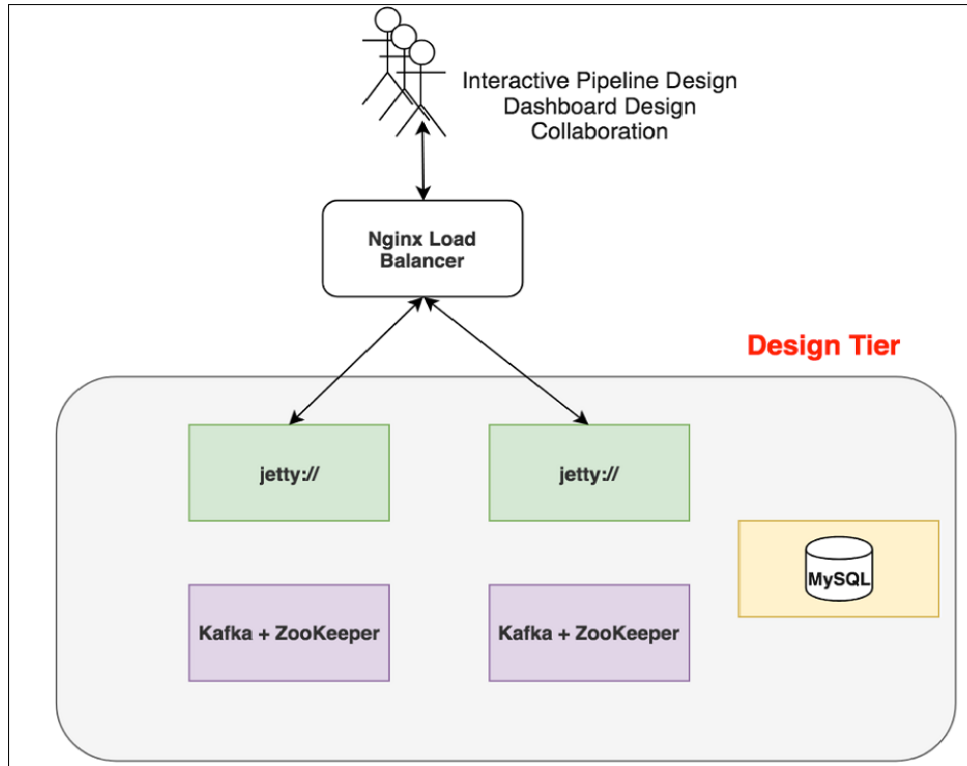 Interactive Pipeline Design
Dashboard Design
Collaboration
Nginx Load
Balancer
Design Tier
jetty://
jetty://
MySQL
Kafka + ZooKeeper
Kafka + ZooKeeper